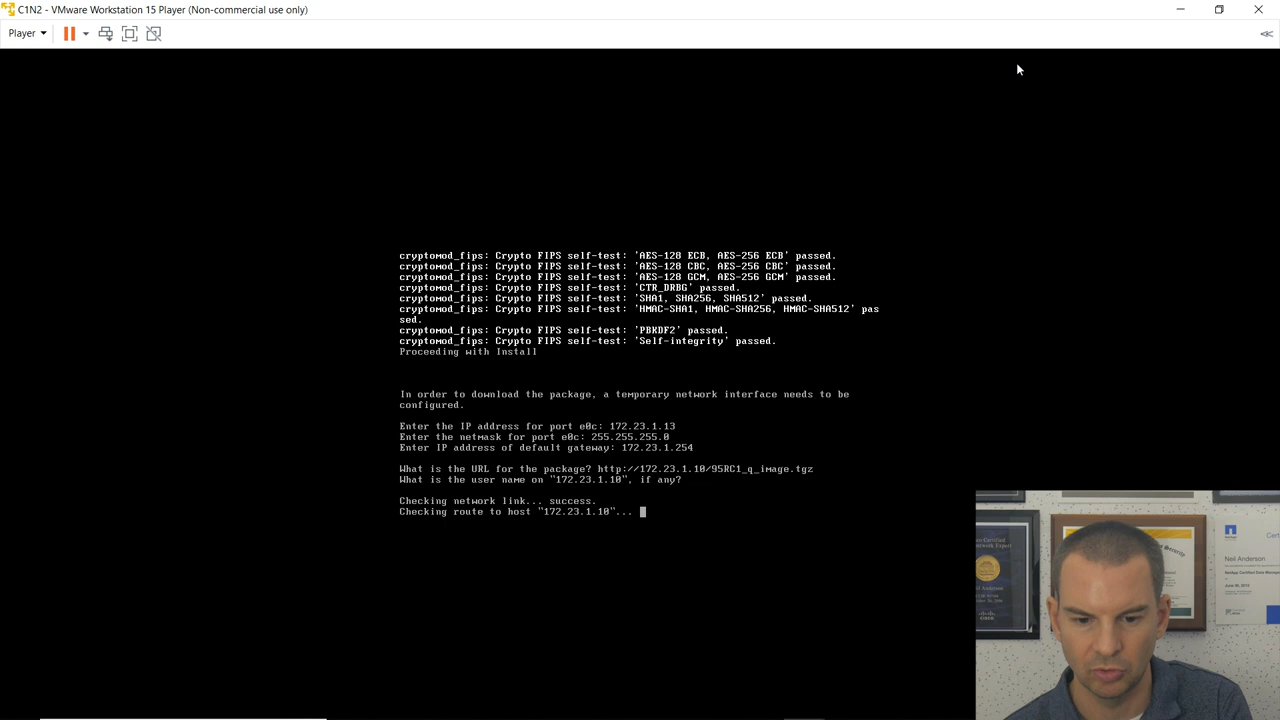 C1N2 - VMware Workstation 15 Player (Non-commercial use only)
Player
cryptomod_fips: Crypto FIPS self-test: 'AES-128 ECB, AES-256 ECB' passed.
cryptomod_fips: Crypto FIPS self-test: 'AES-128 CBC, AES-256 CBC' passed.
cryptomod_fips: Crypto FIPS self-test: 'AES-128 GCM, AES-256 GCM' passed.
cryptomod_fips: Crypto FIPS self-test: 'CTR_DRBG' passed.
cryptomod_fips: Crypto FIPS self-test: 'SHA1, SHA256, SHA512' passed.
cryptomod_fips: Crypto FIPS self-test: 'HMAC-SHA1, HMAC-SHA256, HMAC-SHA512' pas
sed.
cryptomod_fips: Crypto FIPS self-test: 'PBKDF2' passed.
cryptomod_fips: Crypto FIPS self-test: 'Self-integrity' passed.
Proceeding with Install
In order to download the package, a temporary network interface needs to be
configured.
Enter the IP address for port e0c: 172.23.1.13
Enter the netmask for port e0c: 255.255.255.0
Enter IP address of default gateway: 172.23.1.254
What is the URL for the package? http://172.23.1.10/95RC1_q_image.tgz
What is the user name on "172.23.1.10", if any?
Checking network link... success.
Checking route to host "172.23.1.10"...
Neil Anderson